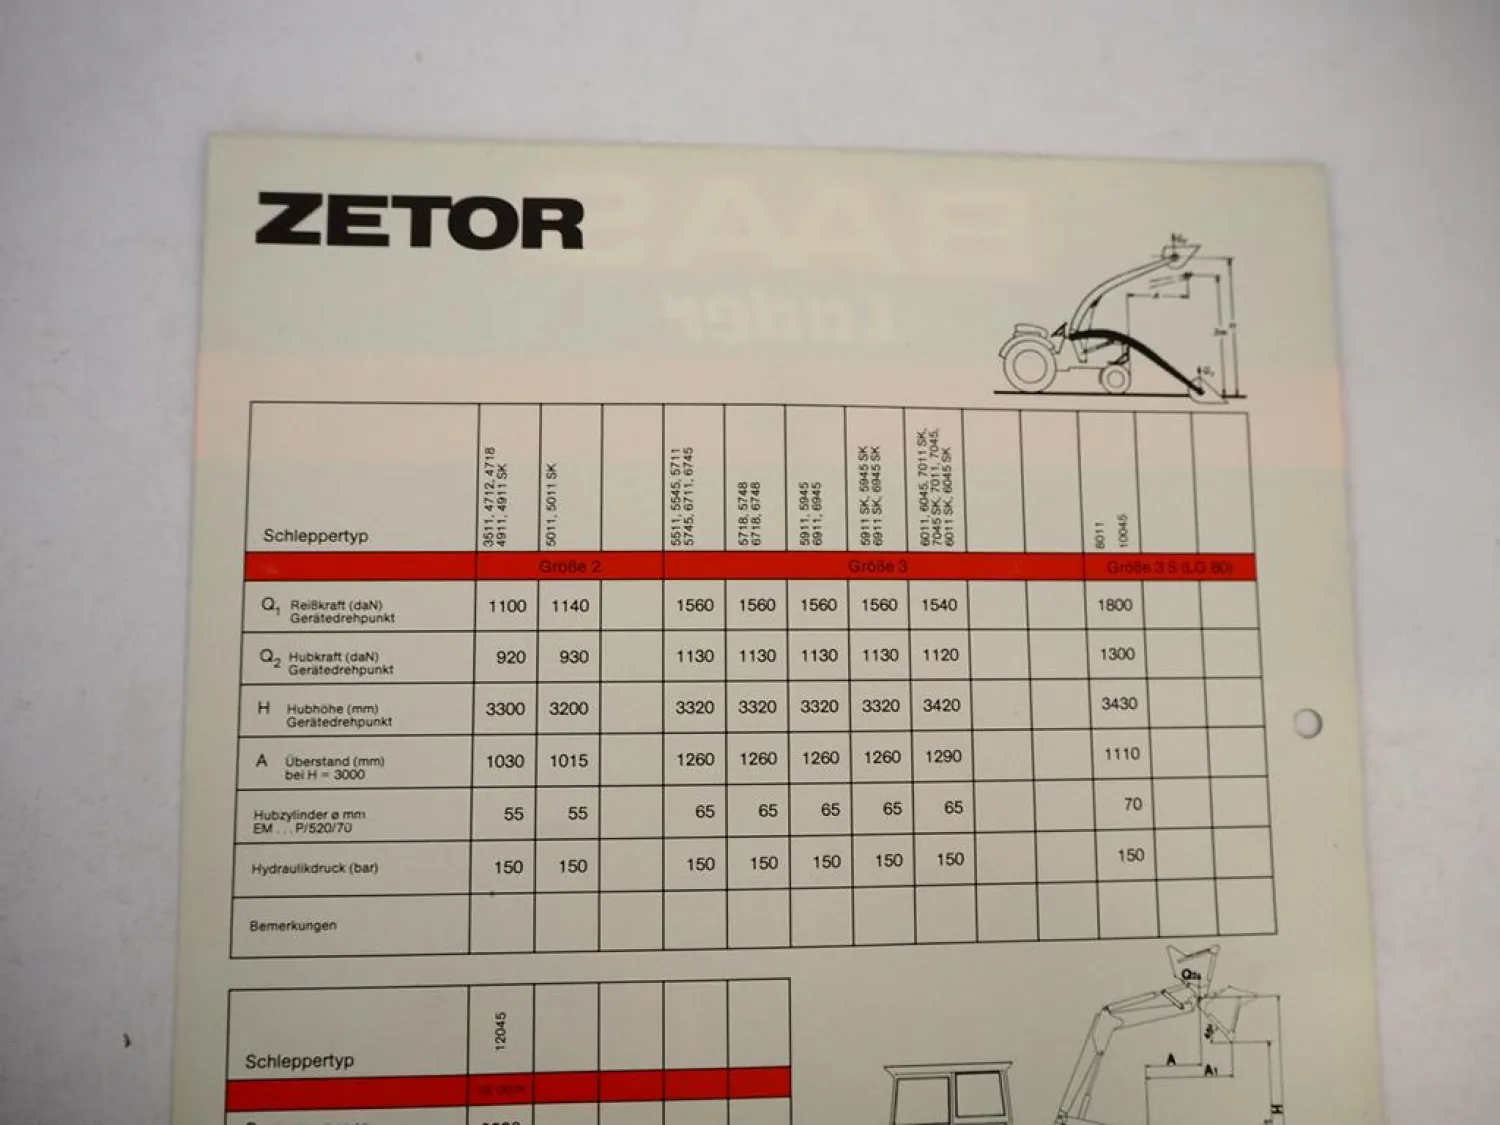 ZETOR
BAAS
Lader
Schleppertyp
3511, 4712, 4718
4911, 4911 SK
5011, 5011 SK
5511, 5545, 5711
5745, 6711, 6745
5718, 5748
6718, 6748
5911, 5945
6911, 6945
5911 SK, 5945 SK
6911 SK, 6945 SK
6011, 6045, 7011 SK,
7045 SK, 7011, 7045,
6011 SK, 6045 SK
8011
10045
Größe 2 Größe 3 Größe 3 S (LG 80)
Q1 Reißkraft (daN)
Gerätedrehpunkt
1100 1140 1560 1560 1560 1560 1540 1800
Q2 Hubkraft (daN)
Gerätedrehpunkt
920 930 1130 1130 1130 1130 1120 1300
H Hubhöhe (mm)
Gerätedrehpunkt
3300 3200 3320 3320 3320 3320 3420 3430
A Überstand (mm)
bei H = 3000
1030 1015 1260 1260 1260 1260 1290 1110
Hubzylinder ø mm
EM ... P/520/70
55 55 65 65 65 65 65 70
Hydraulikdruck (bar)
150 150 150 150 150 150 150 150
Bemerkungen
Schleppertyp
12045
A
A1
H